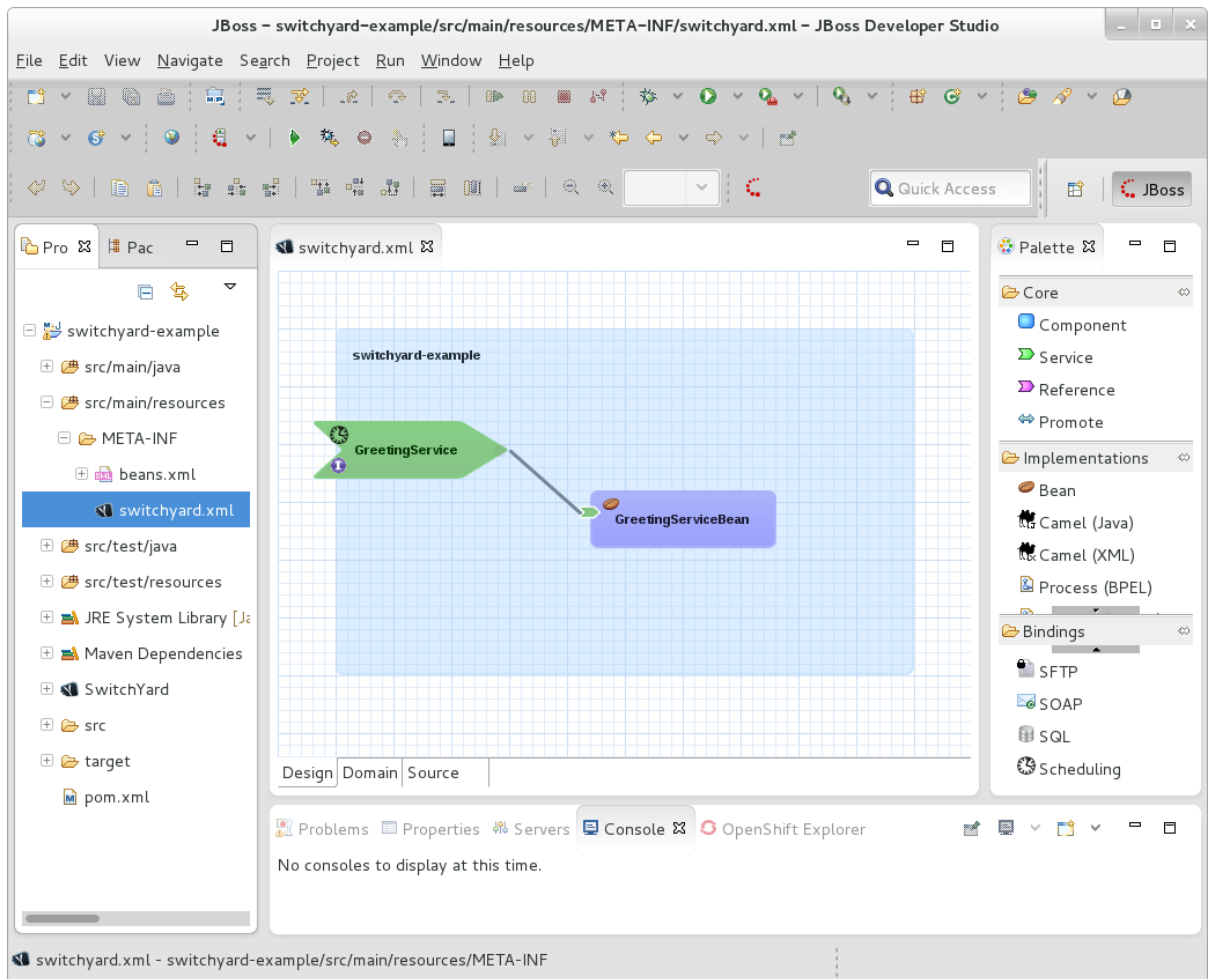 JBoss – switchyard-example/src/main/resources/META-INF/switchyard.xml – JBoss Developer Studio
File Edit View Navigate Search Project Run Window Help
Quick Access
JBoss
Pro
Pac
switchyard-example
src/main/java
src/main/resources
META-INF
beans.xml
switchyard.xml
src/test/java
src/test/resources
JRE System Library [Ja
Maven Dependencies
SwitchYard
src
target
pom.xml
switchyard.xml
switchyard-example
GreetingService
GreetingServiceBean
Design Domain Source
Palette
Core
Component
Service
Reference
Promote
Implementations
Bean
Camel (Java)
Camel (XML)
Process (BPEL)
Bindings
SFTP
SOAP
SQL
Scheduling
Problems Properties Servers Console OpenShift Explorer
No consoles to display at this time.
switchyard.xml - switchyard-example/src/main/resources/META-INF